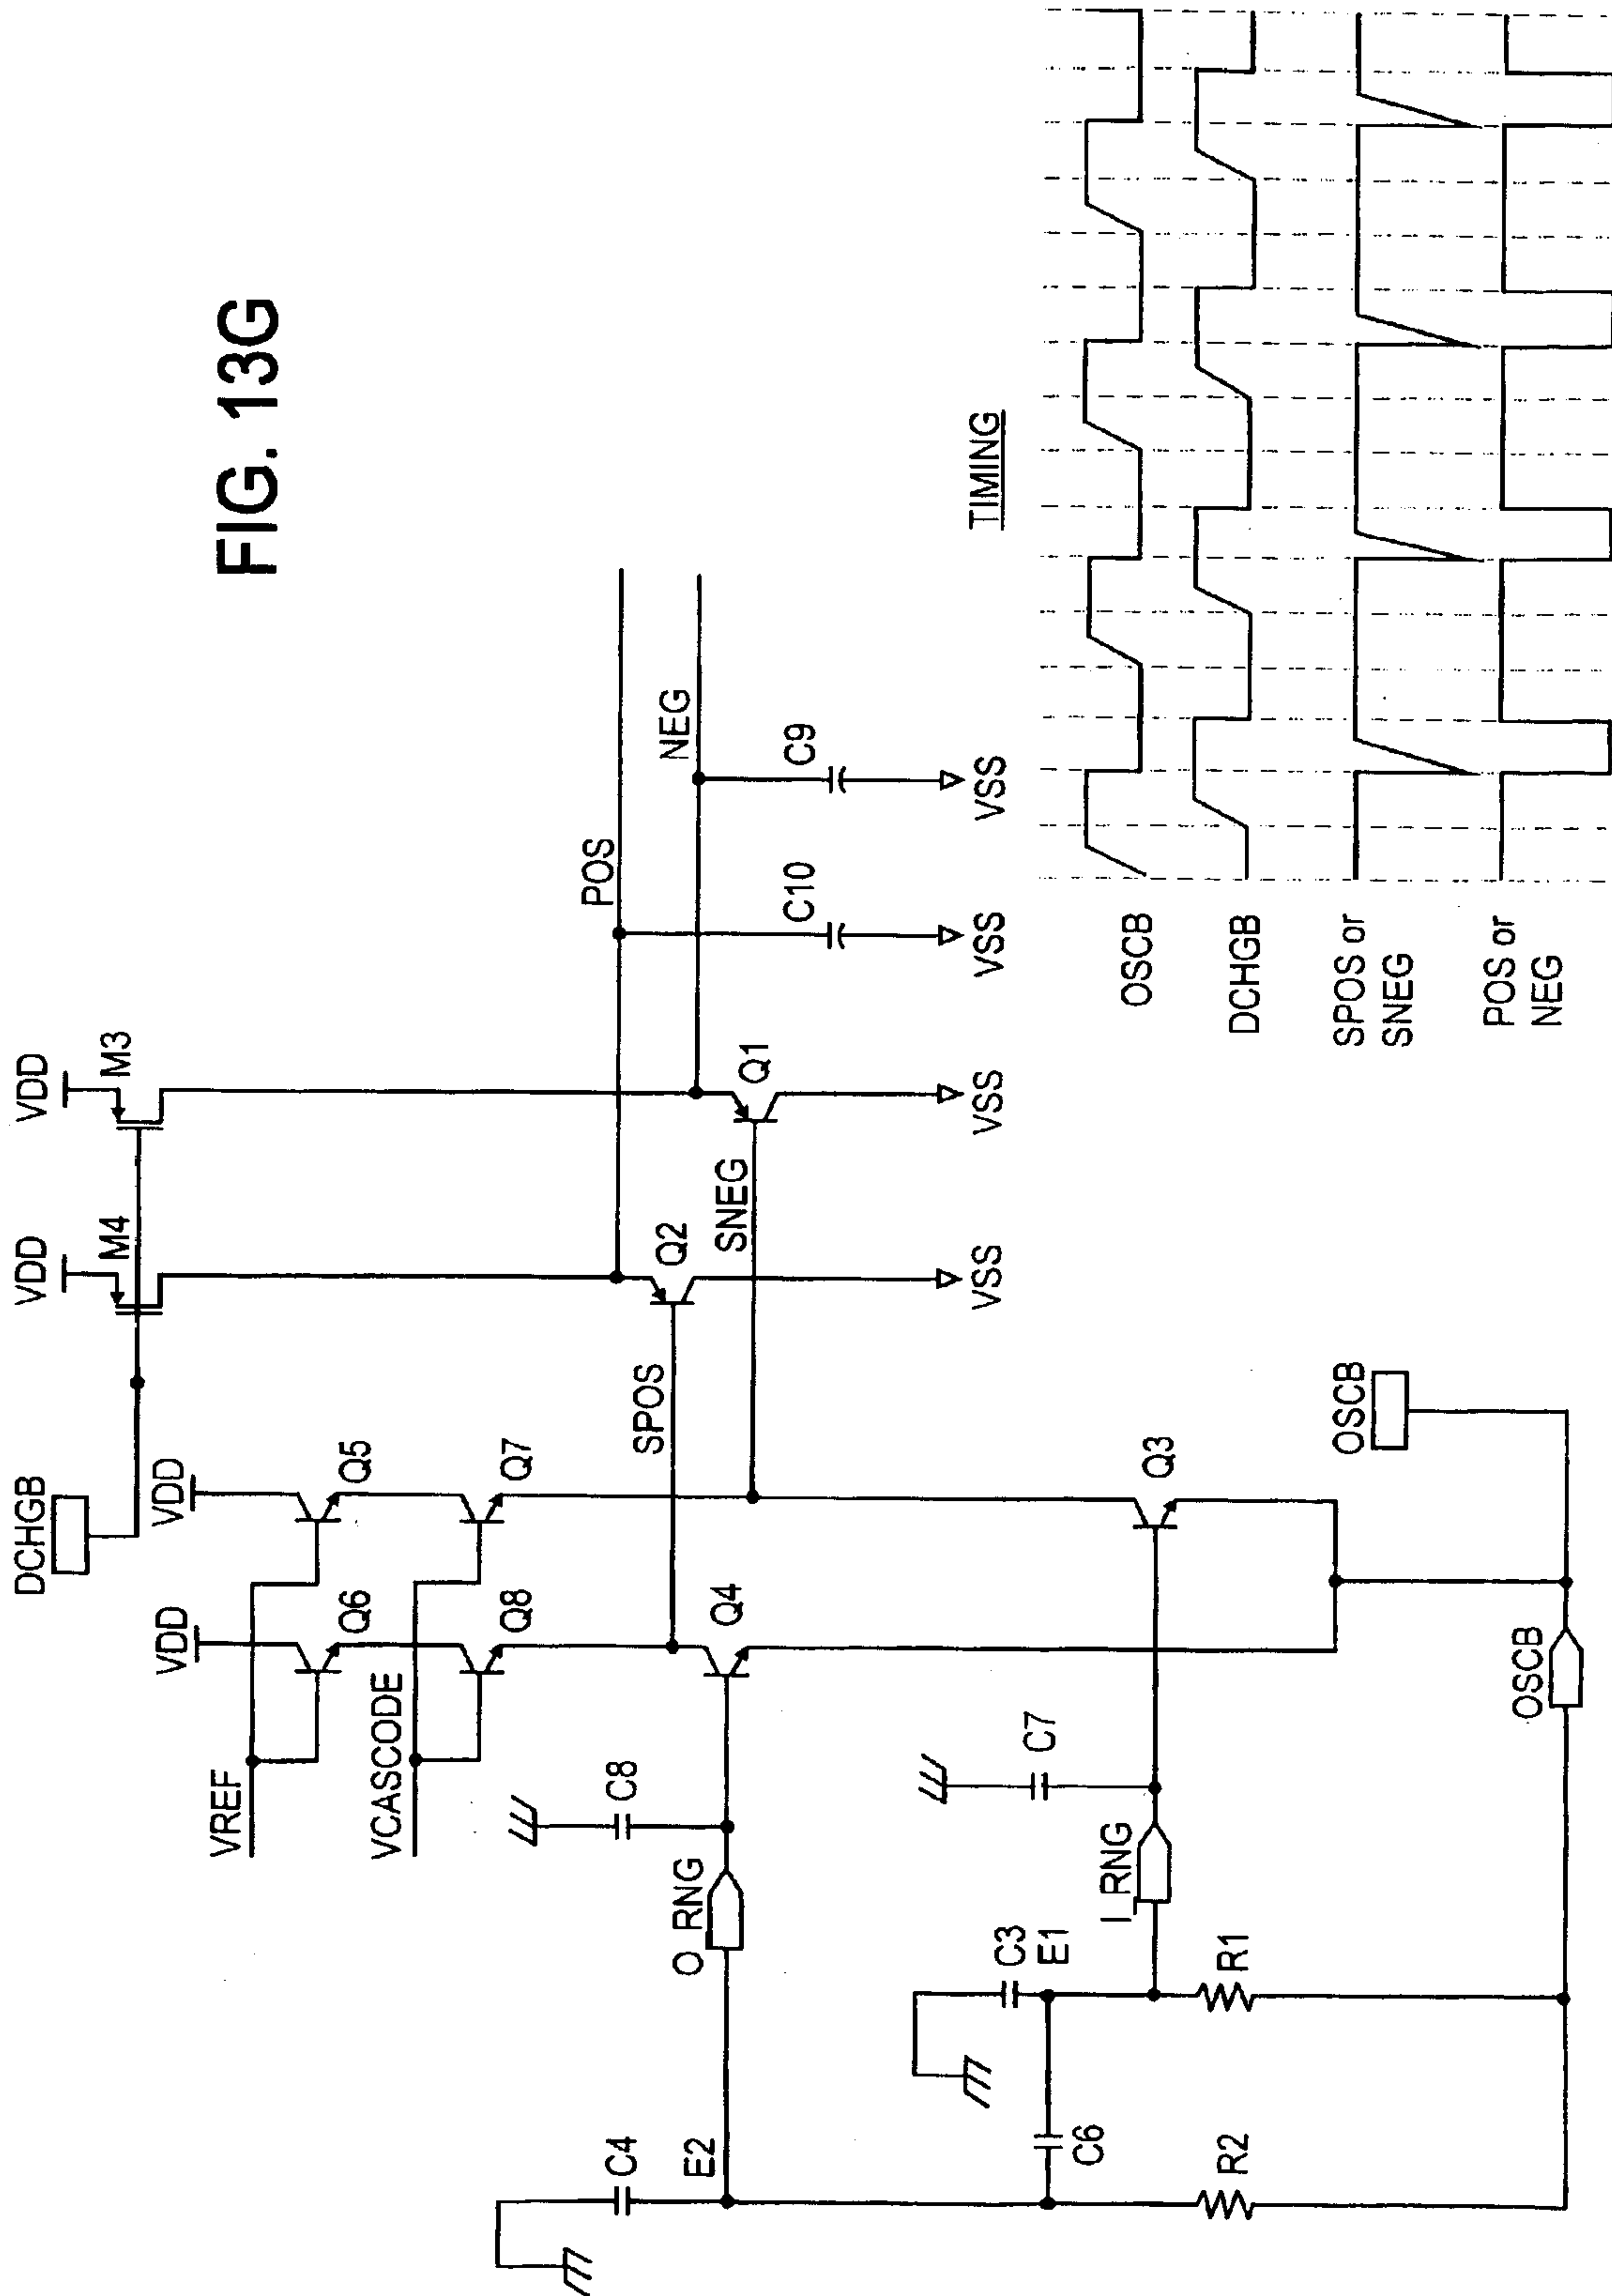 FIG. 13G
DCHGB
VDD
M4
VDD
M3
VDD
Q6
VDD
Q5
VREF
Q8
Q7
VCASCODE
SPOS
Q2
POS
NEG
SNEG
Q1
C10
C9
VSS
VSS
VSS
VSS
C4
E2
O_RNG
C8
Q4
C3
E1
I_RNG
C7
Q3
C6
R2
R1
OSCB
OSCB
TIMING
OSCB
DCHGB
SPOS or
SNEG
POS or
NEG